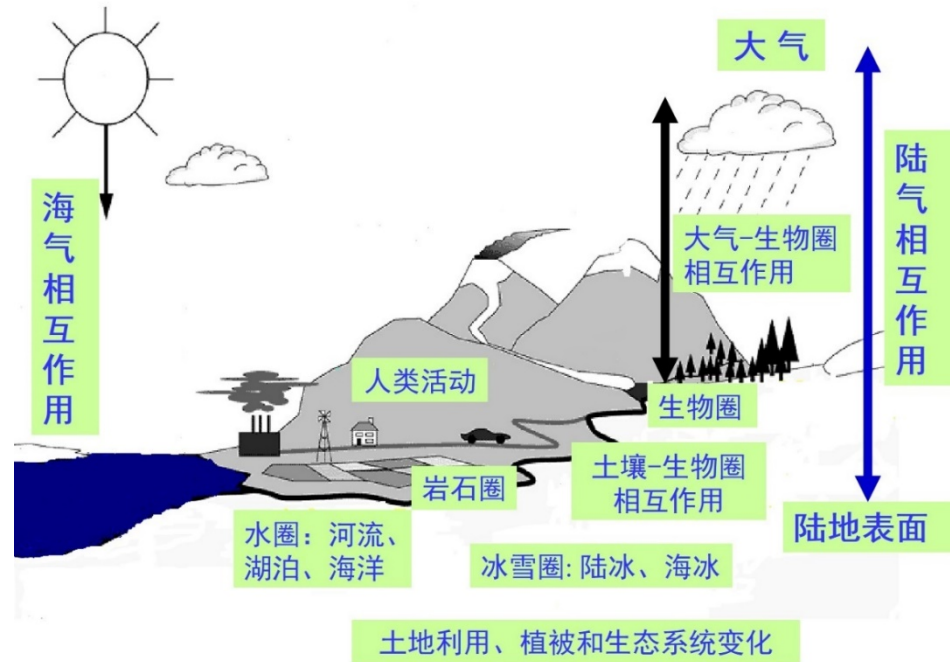 大 气
海气相互作用
陆气相互作用
大气-生物圈
相互作用
人类活动
生物圈
土壤-生物圈
相互作用
岩石圈
水圈：河流、
湖泊、海洋
冰雪圈: 陆冰、海冰
陆地表面
土地利用、植被和生态系统变化